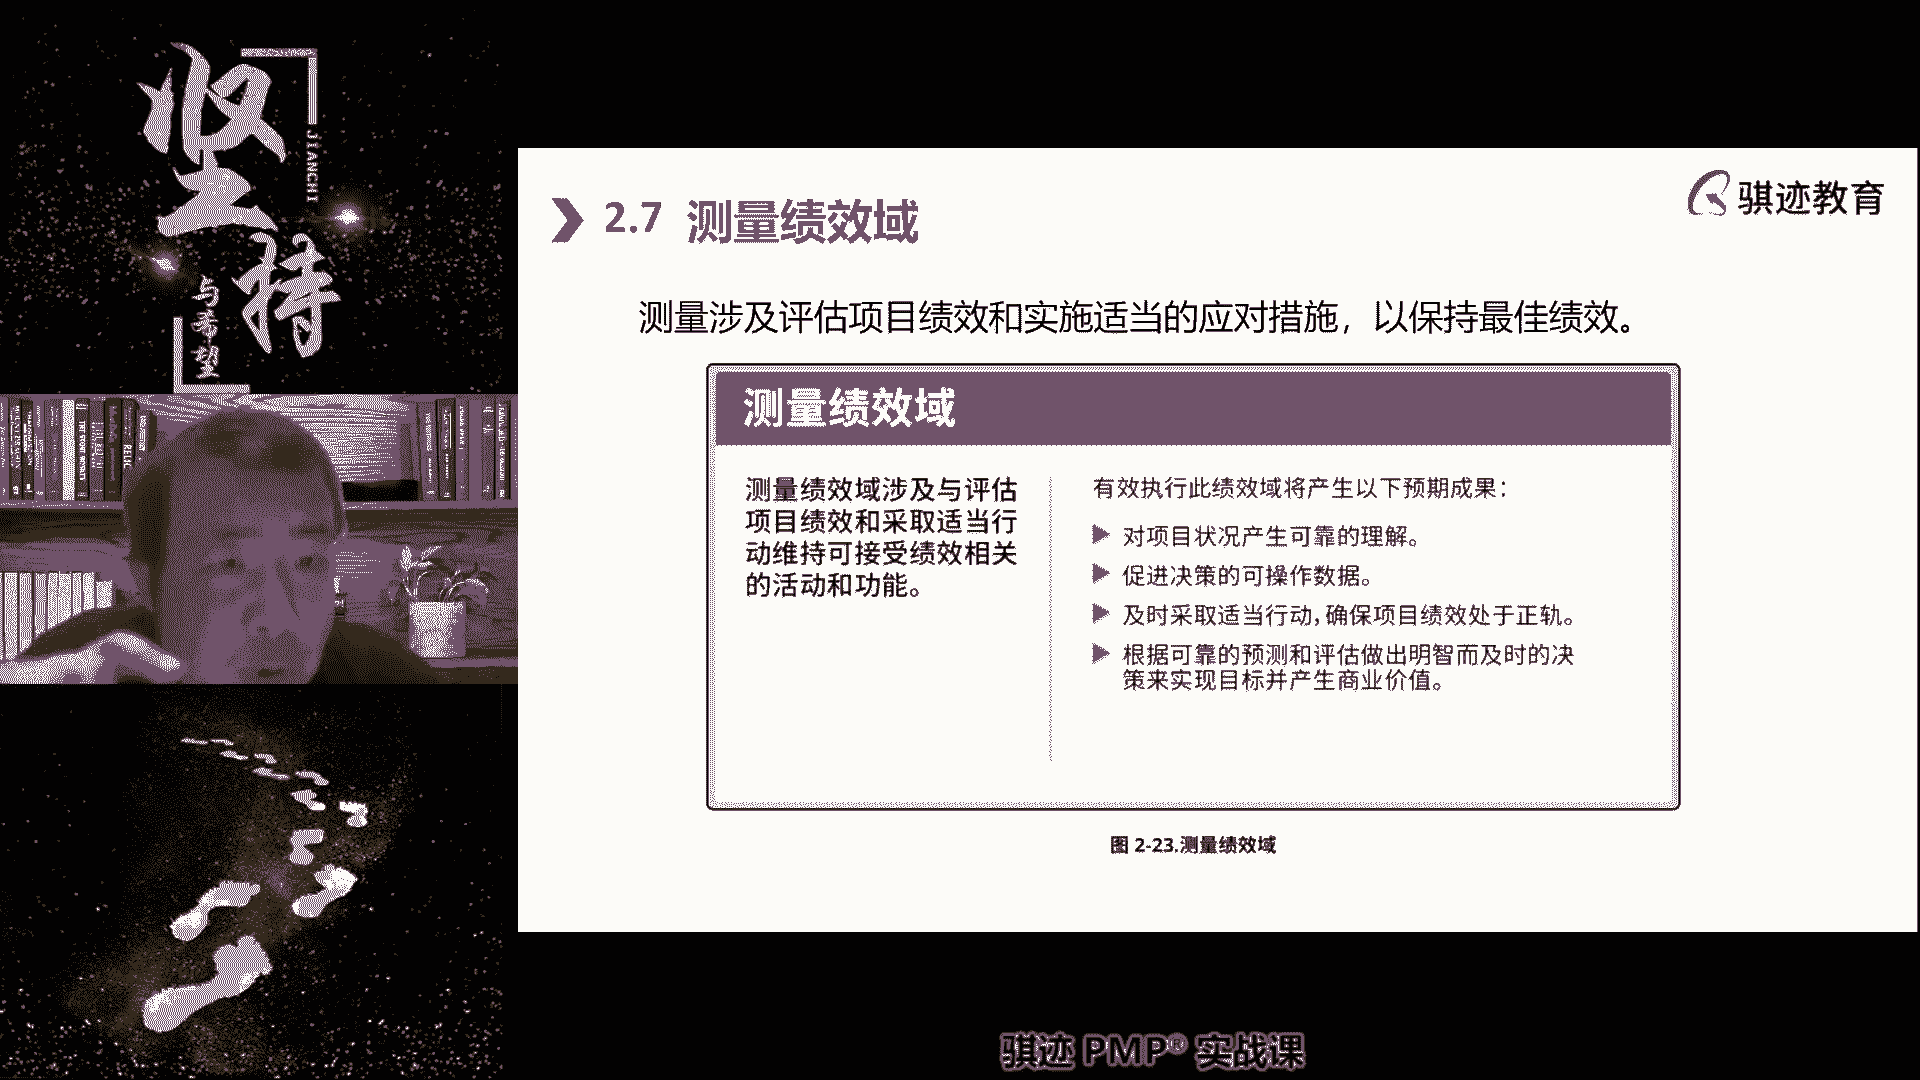 坚持
JIANCHI
与希望
RELIC
2.7 测量绩效域
骐迹教育
测量涉及评估项目绩效和实施适当的应对措施，以保持最佳绩效。
测量绩效域
测量绩效域涉及与评估
项目绩效和采取适当行
动维持可接受绩效相关
的活动和功能。
有效执行此绩效域将产生以下预期成果：
对项目状况产生可靠的理解。
促进决策的可操作数据。
及时采取适当行动，确保项目绩效处于正轨。
根据可靠的预测和评估做出明智而及时的决
策来实现目标并产生商业价值。
图 2-23.测量绩效域
骐迹 PMP® 实战课